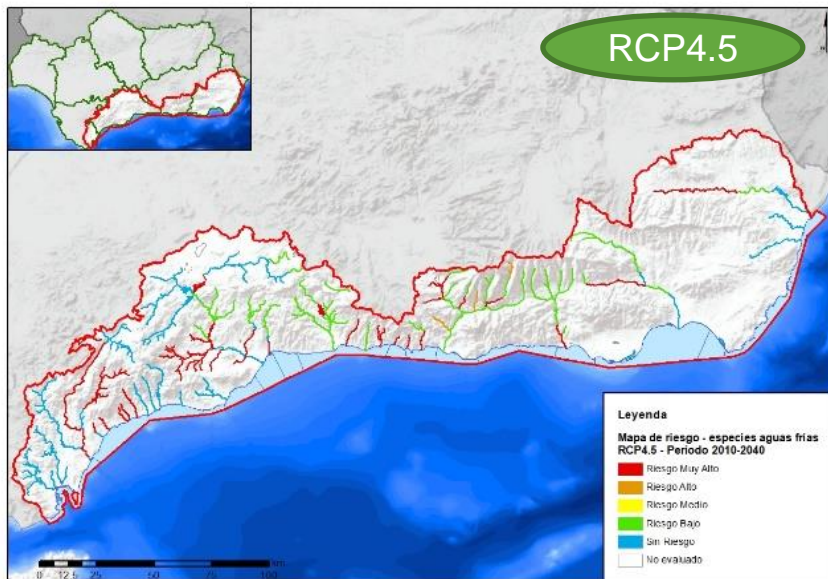 RCP4.5
Leyenda
Mapa de riesgo - especies aguas frías
RCP4.5 - Periodo 2010-2040
Riesgo Muy Alto
Riesgo Alto
Riesgo Medio
Riesgo Bajo
Sin Riesgo
No evaluado
0 12,5 25 50 75 100